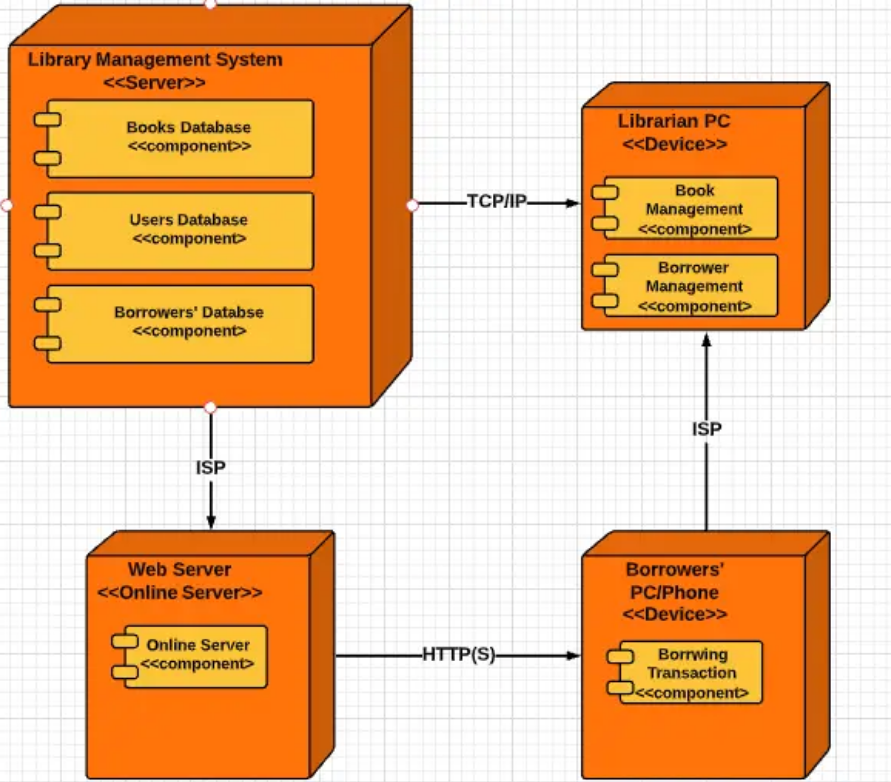 Library Management System
<<Server>>
Books Database
<<component>>
Users Database
<<component>
Borrowers' Databse
<<component>
TCP/IP
Librarian PC
<<Device>>
Book
Management
<<component>
Borrower
Management
<<component>
ISP
ISP
Web Server
<<Online Server>>
Online Server
<<component>
HTTP(S)
Borrowers'
PC/Phone
<<Device>>
Borrwing
Transaction
<<component>